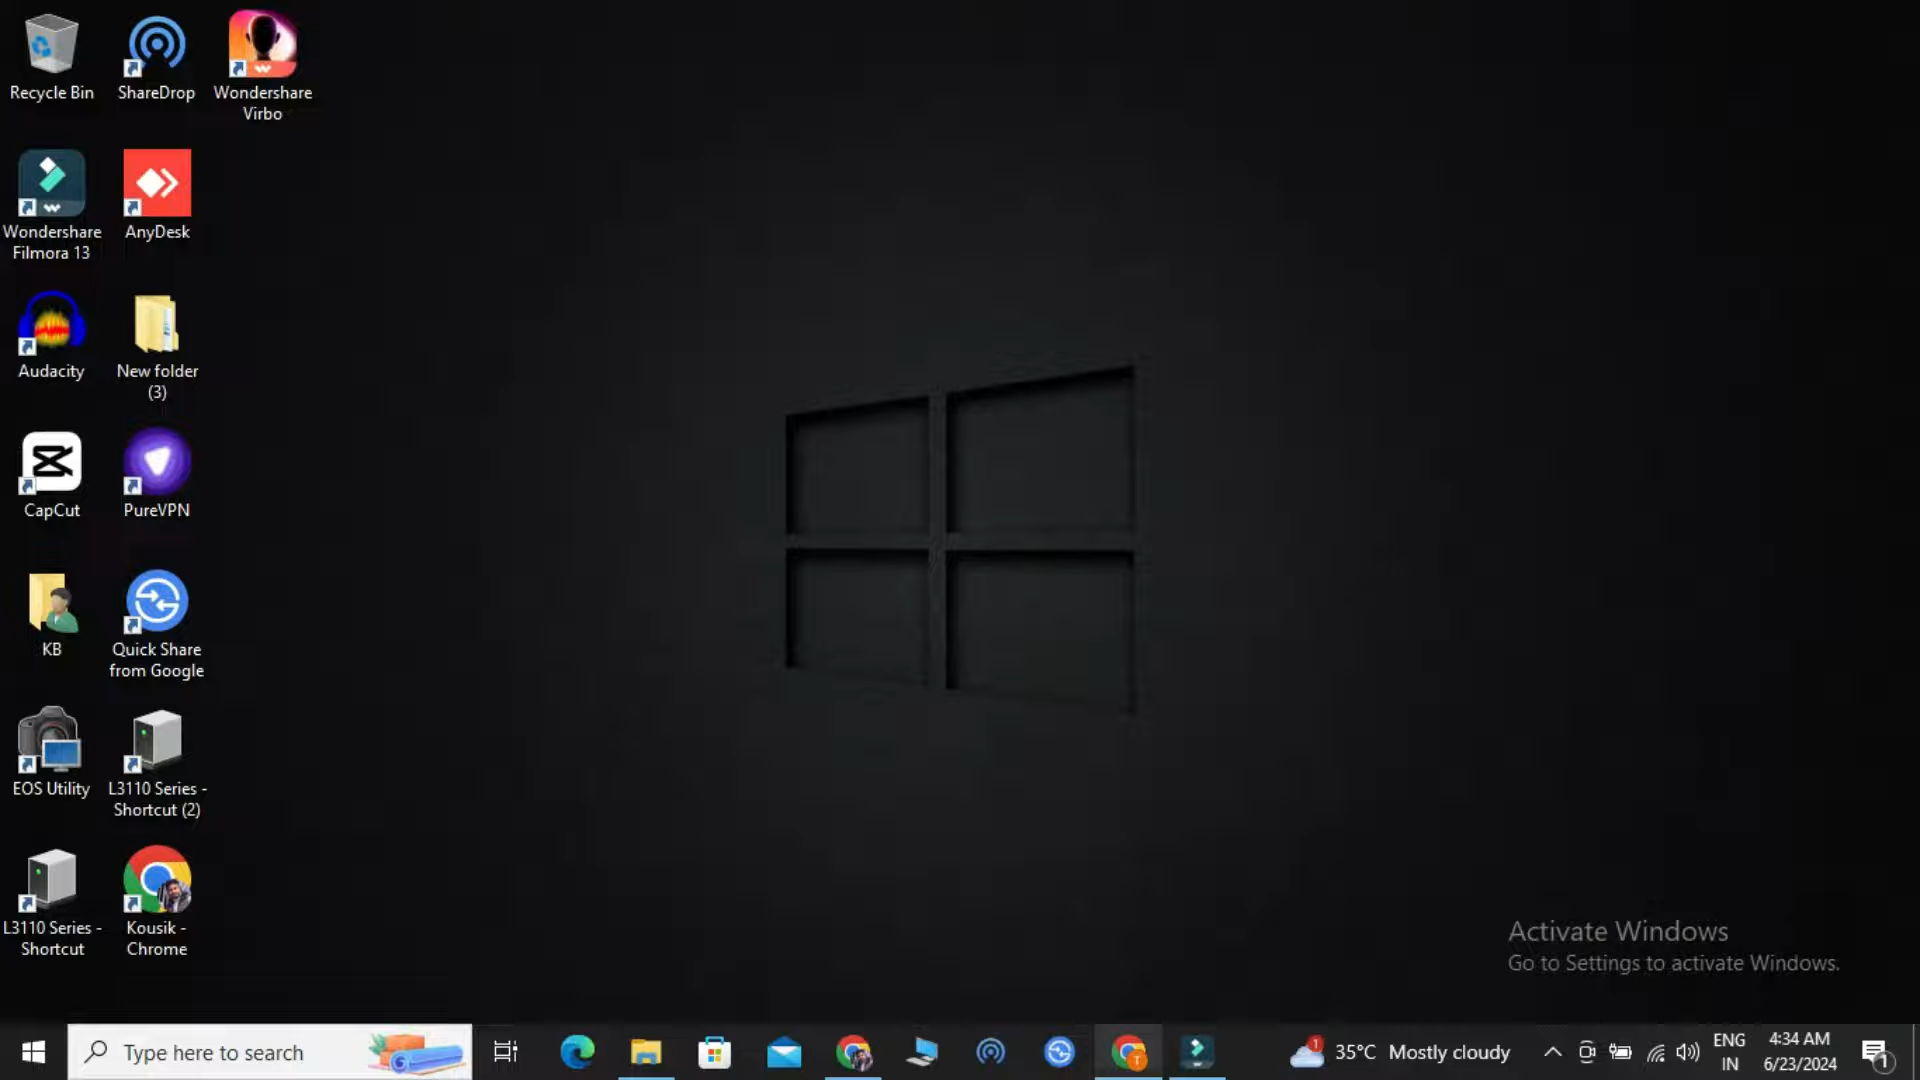 Recycle Bin
ShareDrop
Wondershare
Virbo
Wondershare
Filmora 13
AnyDesk
Audacity
New folder
(3)
CapCut
PureVPN
KB
Quick Share
from Google
EOS Utility
L3110 Series -
Shortcut (2)
L3110 Series -
Shortcut
Kousik -
Chrome
Activate Windows
Go to Settings to activate Windows.
Type here to search
T
1
35°C Mostly cloudy
ENG
IN
4:34 AM
6/23/2024
1